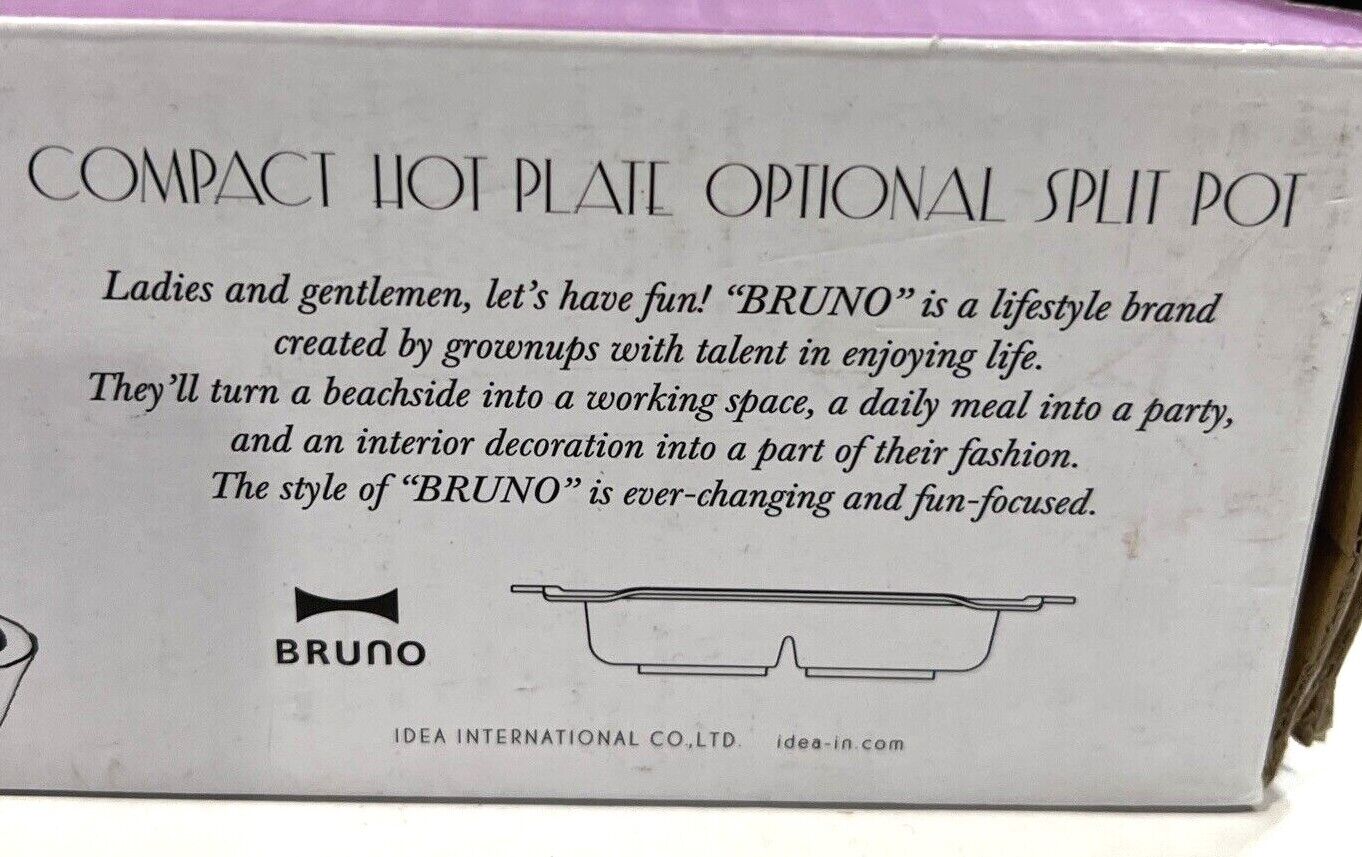 COMPACT HOT PLATE OPTIONAL SPLIT POT
Ladies and gentlemen, let's have fun! “BRUNO” is a lifestyle brand
created by grownups with talent in enjoying life.
They'll turn a beachside into a working space, a daily meal into a party,
and an interior decoration into a part of their fashion.
The style of “BRUNO” is ever-changing and fun-focused.
BRUNO
IDEA INTERNATIONAL CO.,LTD. idea-in.com